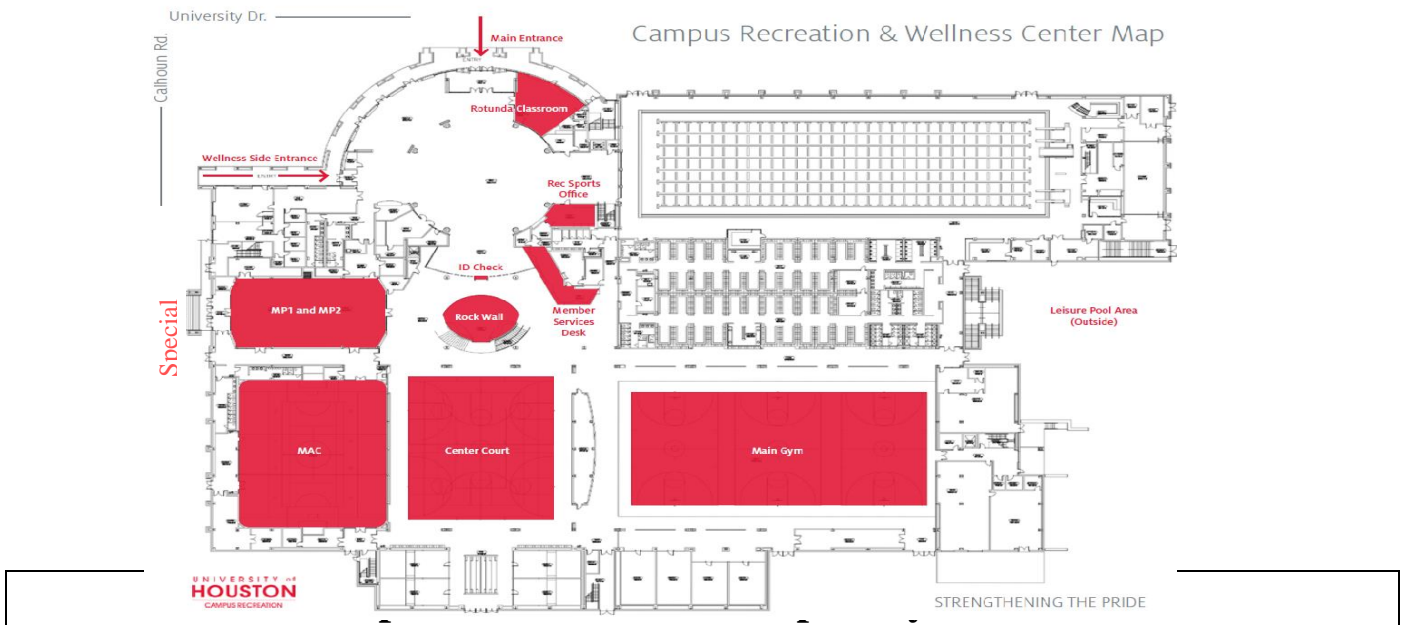 University Dr.
Calhoun Rd.
Main Entrance
Campus Recreation & Wellness Center Map
ENTRY
Rotunda Classroom
Wellness Side Entrance
ENTRY
Rec Sports
Office
ID Check
MP1 and MP2
Rock Wall
Member
Services
Desk
Leisure Pool Area
(Outside)
Special
MAC
Center Court
Main Gym
UNIVERSITY of
HOUSTON
CAMPUS RECREATION
STRENGTHENING THE PRIDE